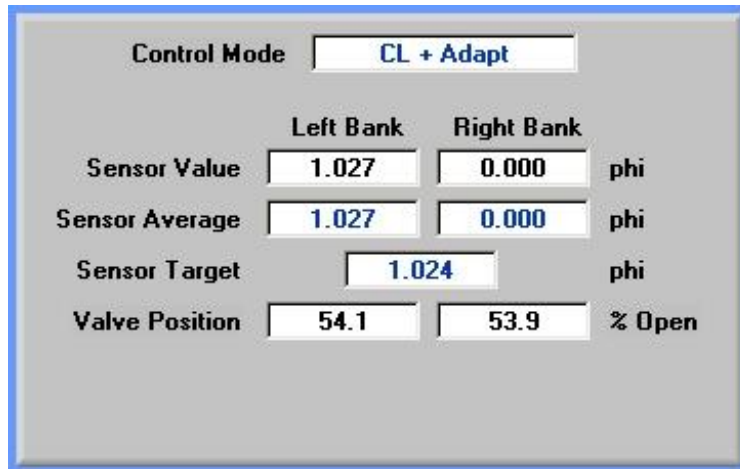 Control Mode CL + Adapt
Left Bank Right Bank
Sensor Value 1.027 0.000 phi
Sensor Average 1.027 0.000 phi
Sensor Target 1.024 phi
Valve Position 54.1 53.9 % Open